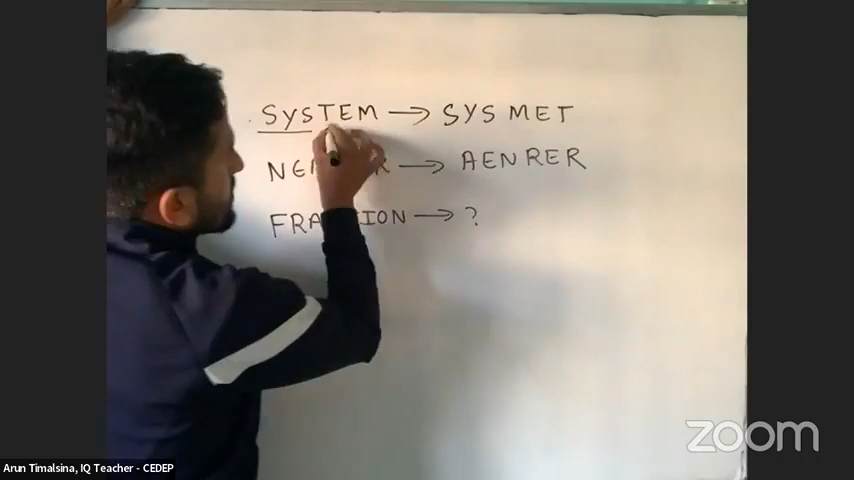 SYSTEM → SYSMET
→ AENRER
→ ?
zoom
Arun Timalsina, IQ Teacher - CEDEP